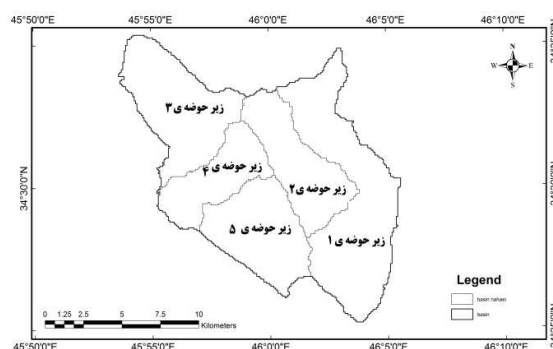 45°50'0"E 45°55'0"E 46°0'0"E 46°5'0"E 46°10'0"E
N
W E
S
زیر حوضه ی ۳
زیر حوضه ی ۴
34°30'0"N
زیر حوضه ی ۲
زیر حوضه ی ۵
زیر حوضه ی ۱
Legend
basin nahaei
basin
0 1.25 2.5 5 7.5 10
Kilometers
45°50'0"E 45°55'0"E 46°0'0"E 46°5'0"E 46°10'0"E